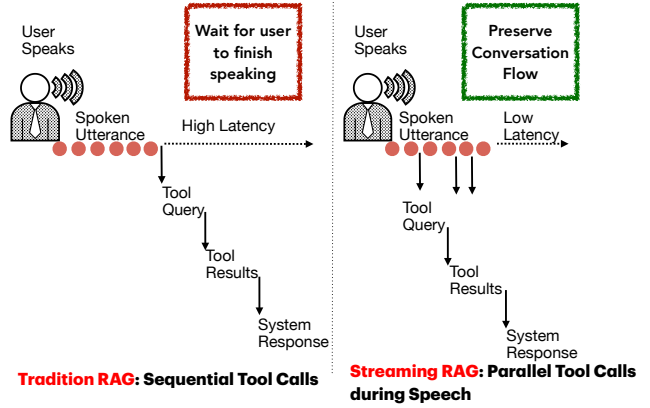 User
Speaks
Wait for user
to finish
speaking
Spoken
Utterance
High Latency
Tool
Query
Tool
Results
System
Response
Tradition RAG: Sequential Tool Calls
User
Speaks
Preserve
Conversation
Flow
Spoken
Utterance
Low
Latency
Tool
Query
Tool
Results
System
Response
Streaming RAG: Parallel Tool Calls
during Speech